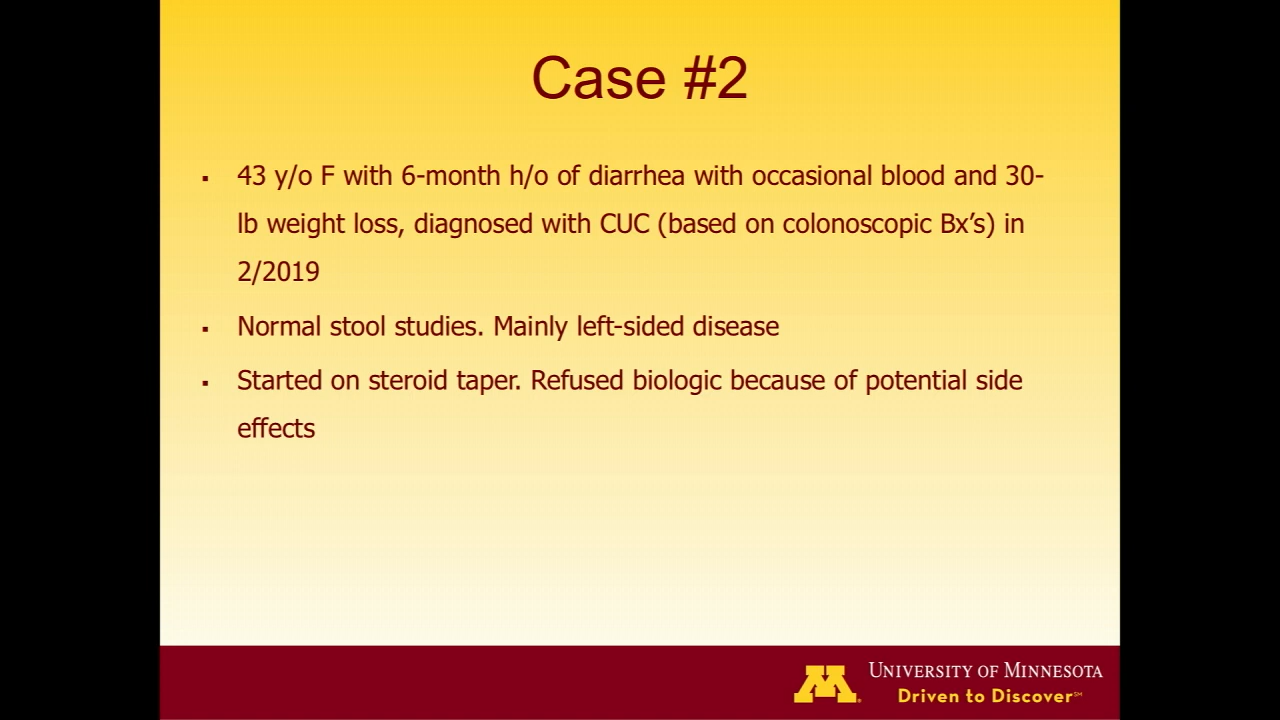 Case #2
▪ 43 y/o F with 6-month h/o of diarrhea with occasional blood and 30-
lb weight loss, diagnosed with CUC (based on colonoscopic Bx’s) in
2/2019
▪ Normal stool studies. Mainly left-sided disease
▪ Started on steroid taper. Refused biologic because of potential side
effects
M
UNIVERSITY OF MINNESOTA
Driven to Discover℠